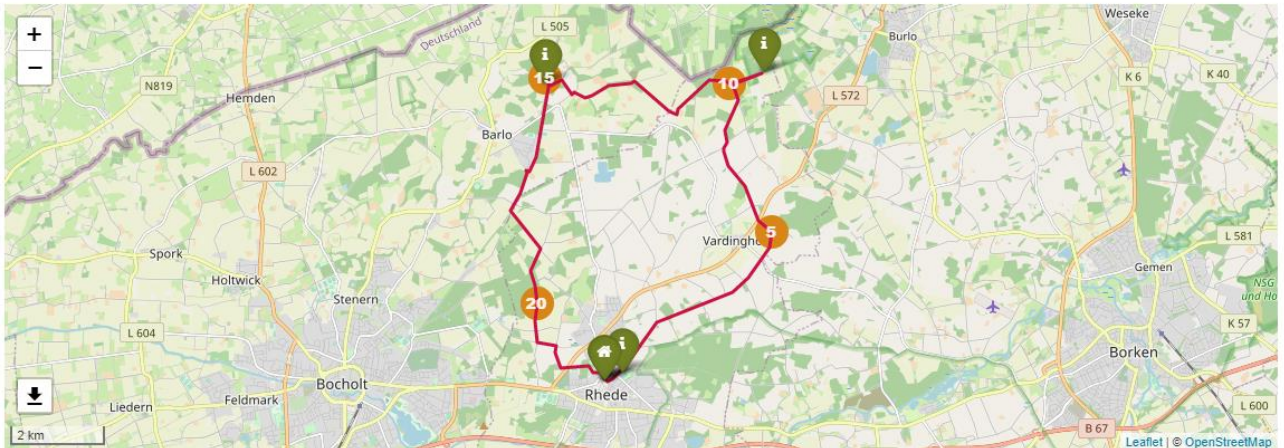 +
−
L 505
Deutschland
Weseke
Burlo
N819
K 6
K 40
Hemden
15
10
L 572
Barlo
L 602
5
Vardingho
L 581
Spork
Holtwick
Gemen
NSG
und Ho
Stenern
20
L 604
K 57
Borken
Bocholt
Rhede
Feldmark
Liedern
L 600
B 67
2 km
Leaflet | © OpenStreetMap